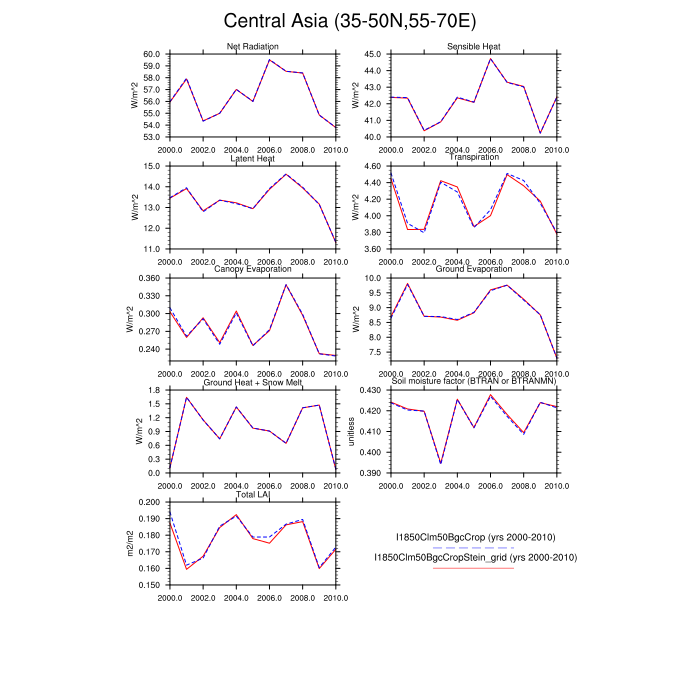 Central Asia (35-50N,55-70E)
Net Radiation
W/m^2
60.0
59.0
58.0
57.0
56.0
55.0
54.0
53.0
2000.0 2002.0 2004.0 2006.0 2008.0 2010.0
Sensible Heat
W/m^2
45.0
44.0
43.0
42.0
41.0
40.0
2000.0 2002.0 2004.0 2006.0 2008.0 2010.0
Latent Heat
W/m^2
15.0
14.0
13.0
12.0
11.0
2000.0 2002.0 2004.0 2006.0 2008.0 2010.0
Transpiration
W/m^2
4.60
4.40
4.20
4.00
3.80
3.60
2000.0 2002.0 2004.0 2006.0 2008.0 2010.0
Canopy Evaporation
W/m^2
0.360
0.330
0.300
0.270
0.240
2000.0 2002.0 2004.0 2006.0 2008.0 2010.0
Ground Evaporation
W/m^2
10.0
9.5
9.0
8.5
8.0
7.5
2000.0 2002.0 2004.0 2006.0 2008.0 2010.0
Ground Heat + Snow Melt
W/m^2
1.8
1.5
1.2
0.9
0.6
0.3
0.0
2000.0 2002.0 2004.0 2006.0 2008.0 2010.0
Soil moisture factor (BTRAN or BTRANMN)
unitless
0.430
0.420
0.410
0.400
0.390
2000.0 2002.0 2004.0 2006.0 2008.0 2010.0
Total LAI
m2/m2
0.200
0.190
0.180
0.170
0.160
0.150
2000.0 2002.0 2004.0 2006.0 2008.0 2010.0
I1850Clm50BgcCrop (yrs 2000-2010)
I1850Clm50BgcCropStein_grid (yrs 2000-2010)